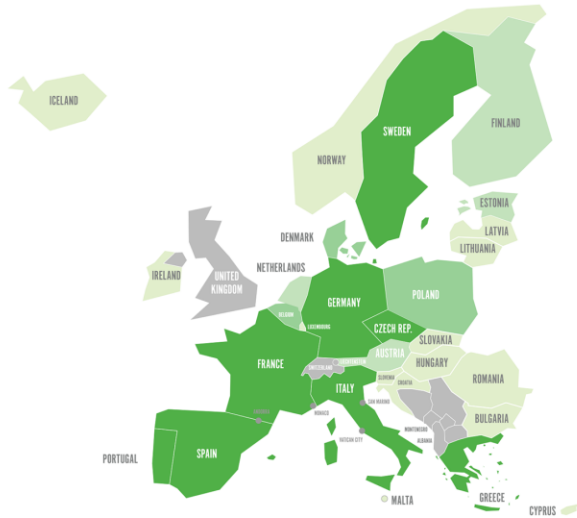 ICELAND
SWEDEN
FINLAND
NORWAY
ESTONIA
LATVIA
LITHUANIA
DENMARK
NETHERLANDS
IRELAND
UNITED
KINGDOM
GERMANY
POLAND
BELGIUM
LUXEMBOURG
CZECH REP.
SLOVAKIA
AUSTRIA
HUNGARY
FRANCE
SWITZERLAND
ITALY
SLOVENIA
CROATIA
ROMANIA
SAN MARINO
MONACO
BULGARIA
MONTENEGRO
VATICAN CITY
ALBANIA
PORTUGAL
SPAIN
MALTA
GREECE
CYPRUS